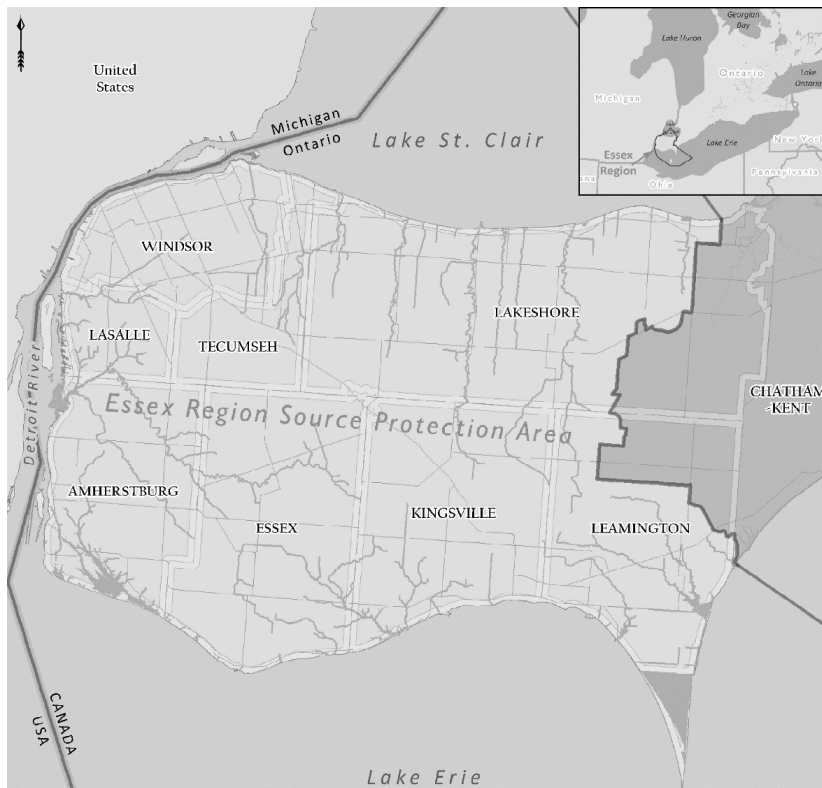 United
States
Michigan
Ontario
Lake St. Clair
Lake Huron
Georgian
Bay
Ontario
Lake
Ontario
Michigan
Lake Erie
New York
Essex
Region
Pennsylvania
Ohio
WINDSOR
LAKESHORE
LASALLE
TECUMSEH
CHATHAM
-KENT
Essex Region Source Protection Area
Detroit River
AMHERSTBURG
ESSEX
KINGSVILLE
LEAMINGTON
CANADA
USA
Lake Erie